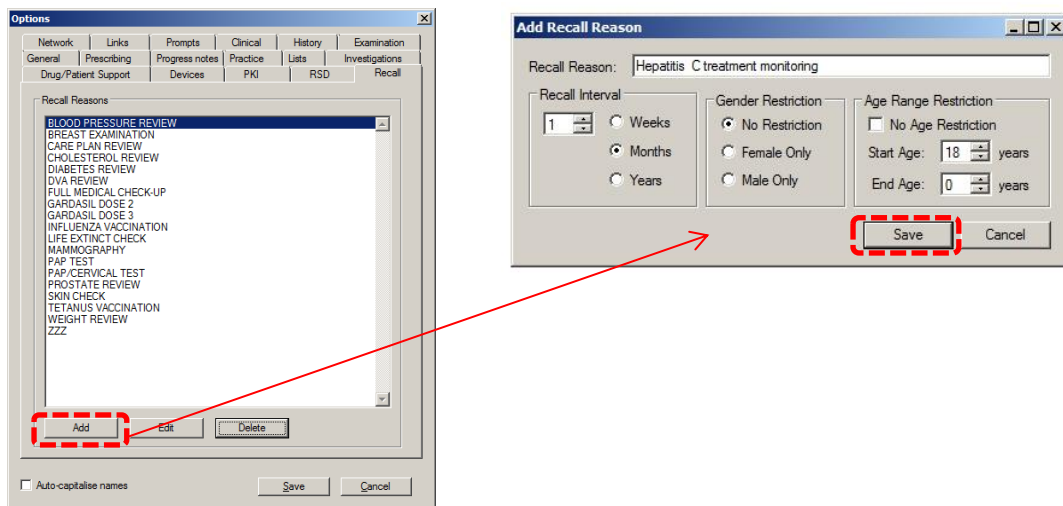 Options
Network Links Prompts Clinical History Examination
General Prescribing Progress notes Practice Lists Investigations
Drug/Patient Support Devices PKI RSD Recall
Recall Reasons
BLOOD PRESSURE REVIEW
BREAST EXAMINATION
CARE PLAN REVIEW
CHOLESTEROL REVIEW
DIABETES REVIEW
DVA REVIEW
FULL MEDICAL CHECK-UP
GARDASIL DOSE 2
GARDASIL DOSE 3
INFLUENZA VACCINATION
LIFE EXTINCT CHECK
MAMMOGRAPHY
PAP TEST
PAP/CERVICAL TEST
PROSTATE REVIEW
SKIN CHECK
TETANUS VACCINATION
WEIGHT REVIEW
ZZZ
Add Edit Delete
Auto-capitalise names Save Cancel
Add Recall Reason
Recall Reason: Hepatitis C treatment monitoring
Recall Interval Gender Restriction Age Range Restriction
1 Weeks No Restriction No Age Restriction
Months Female Only Start Age: 18 years
Years Male Only End Age: 0 years
Save Cancel